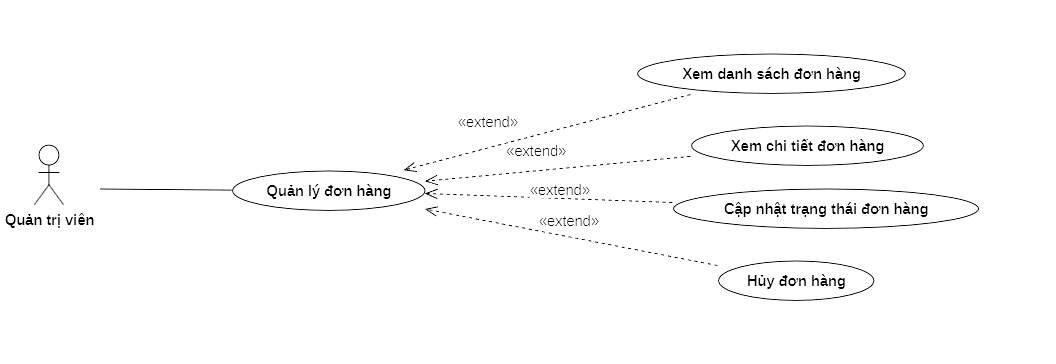 Xem danh sách đơn hàng
«extend»
Xem chi tiết đơn hàng
«extend»
Quản lý đơn hàng
«extend»
Cập nhật trạng thái đơn hàng
Quản trị viên
«extend»
Hủy đơn hàng